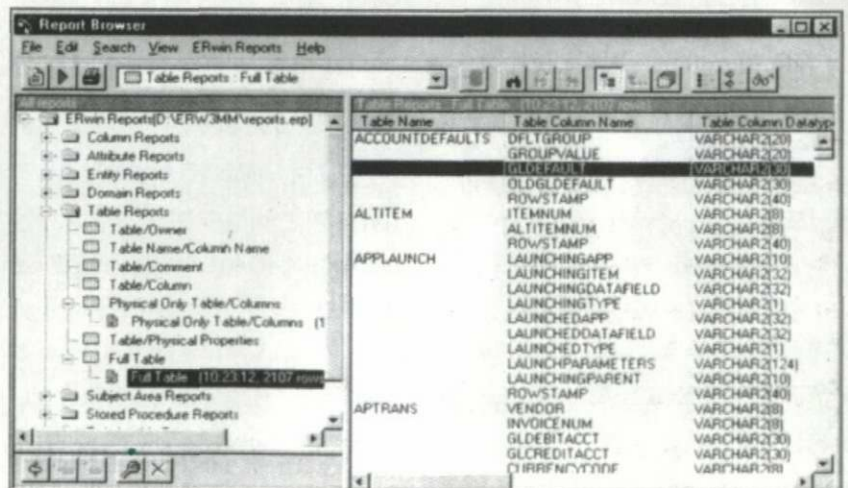 Report Browser
File Edit Search View ERwin Reports Help
Table Reports : Full Table
All reports
ERwin Reports[D:\ERW3MM\reports.erp]
Column Reports
Attribute Reports
Entity Reports
Domain Reports
Table Reports
Table/Owner
Table Name/Column Name
Table/Comment
Table/Column
Physical Only Table/Columns
Physical Only Table/Columns (1
Table/Physical Properties
Full Table
Full Table (10:23:12, 2107 rows
Subject Area Reports
Stored Procedure Reports
Table Reports : Full Table (10:23:12, 2107 rows)
Table Name Table Column Name Table Column Datatype
ACCOUNTDEFAULTS DFLTGROUP VARCHAR2(20)
GROUPVALUE VARCHAR2(20)
GLDEFAULT VARCHAR2(30)
OLDGLDEFAULT VARCHAR2(30)
ROWSTAMP VARCHAR2(40)
ALTITEM ITEMNUM VARCHAR2(8)
ALTITEMNUM VARCHAR2(8)
ROWSTAMP VARCHAR2(40)
APPLAUNCH LAUNCHINGAPP VARCHAR2(10)
LAUNCHINGITEM VARCHAR2(32)
LAUNCHINGDATAFIELD VARCHAR2(32)
LAUNCHINGTYPE VARCHAR2(1)
LAUNCHEDAPP VARCHAR2(32)
LAUNCHEDDATAFIELD VARCHAR2(32)
LAUNCHEDTYPE VARCHAR2(1)
LAUNCHPARAMETERS VARCHAR2(124)
LAUNCHINGPARENT VARCHAR2(10)
ROWSTAMP VARCHAR2(40)
APTRANS VENDOR VARCHAR2(8)
INVOICENUM VARCHAR2(8)
GLDEBITACCT VARCHAR2(30)
GLCREDITACCT VARCHAR2(30)
CURRENCYCODE VARCHAR2(8)